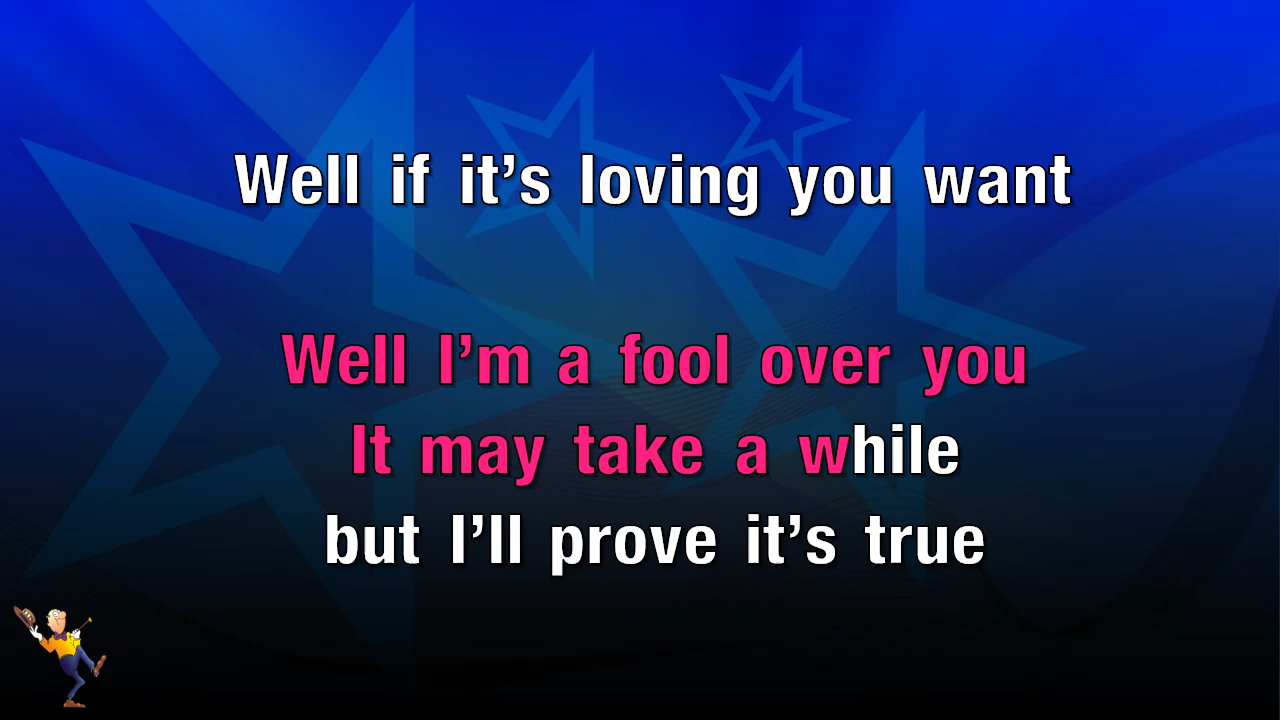 Well if it’s loving you want
Well I’m a fool over you
It may take a while
but I’ll prove it’s true